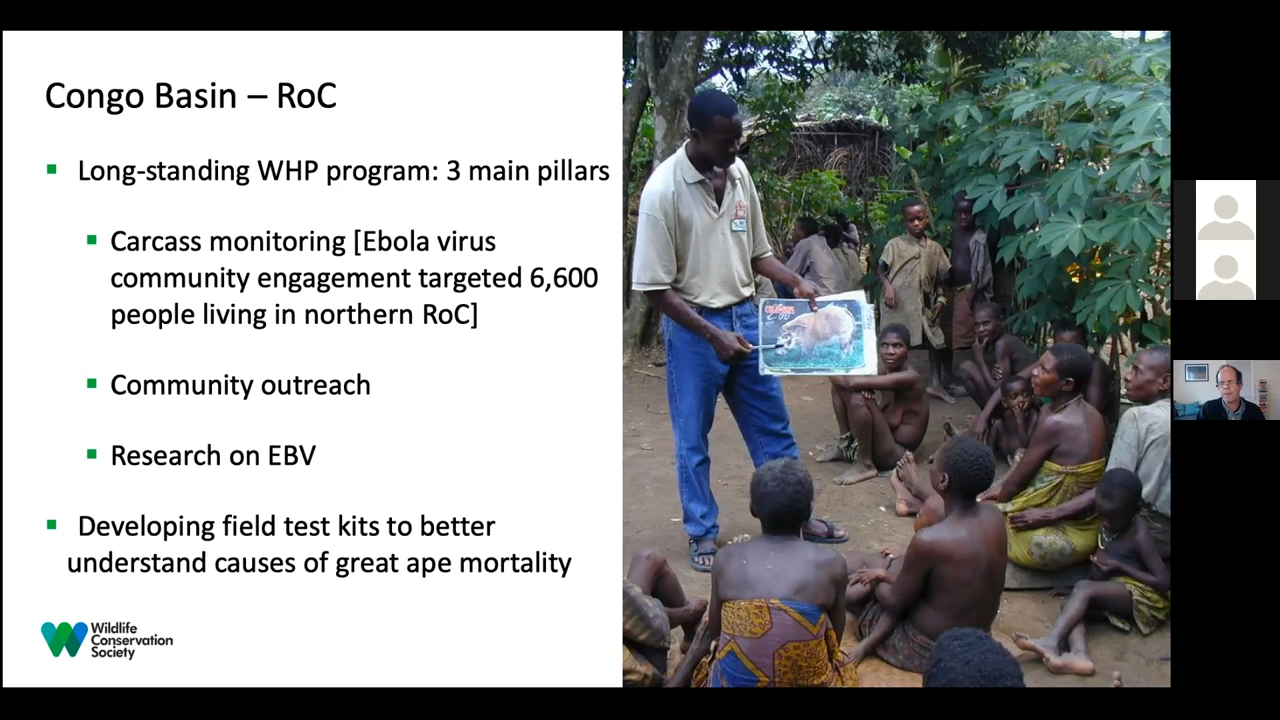 Congo Basin – RoC
Long-standing WHP program: 3 main pillars
Carcass monitoring [Ebola virus
community engagement targeted 6,600
people living in northern RoC]
Community outreach
Research on EBV
Developing field test kits to better
understand causes of great ape mortality
Wildlife
Conservation
Society